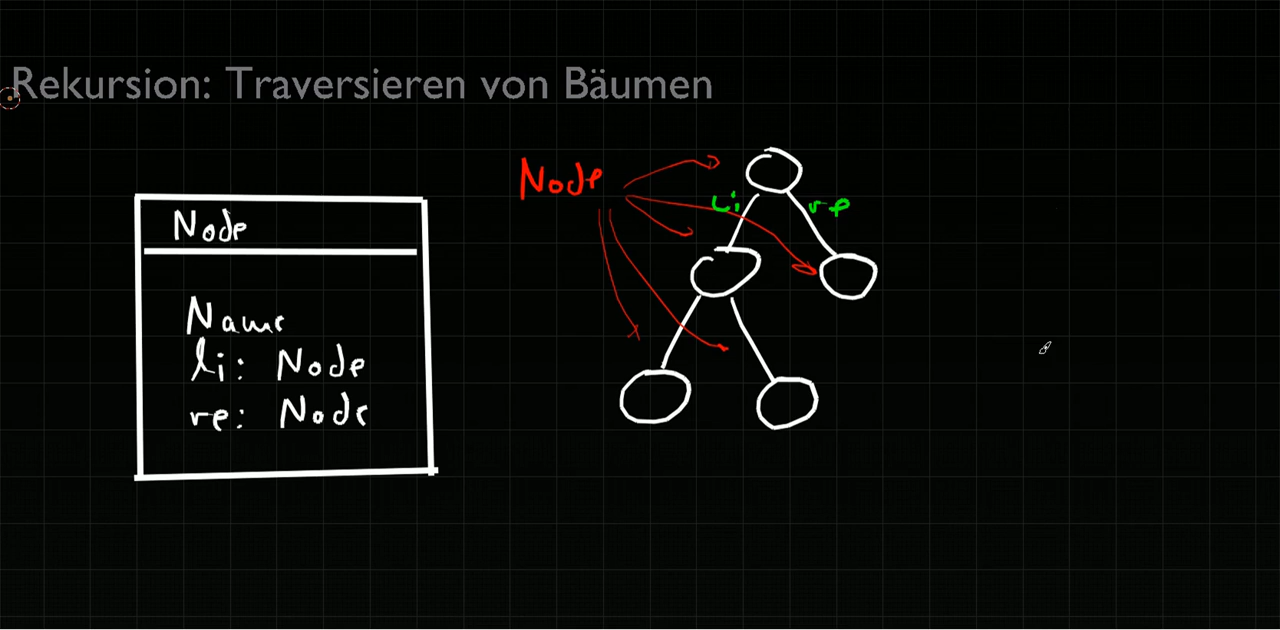 Rekursion: Traversieren von Bäumen
Node
Li re
Node
Name
li: Node
re: Node